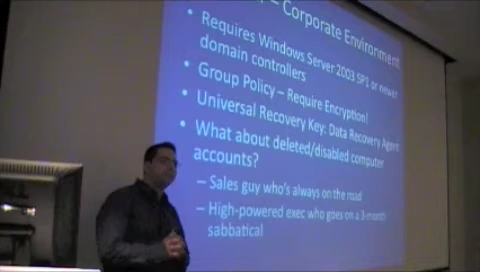 – Corporate Environment
• Requires Windows Server 2003 SP1 or newer
domain controllers
• Group Policy – Require Encryption!
• Universal Recovery Key: Data Recovery Agent
• What about deleted/disabled computer
accounts?
– Sales guy who's always on the road
– High-powered exec who goes on a 3-month
sabbatical